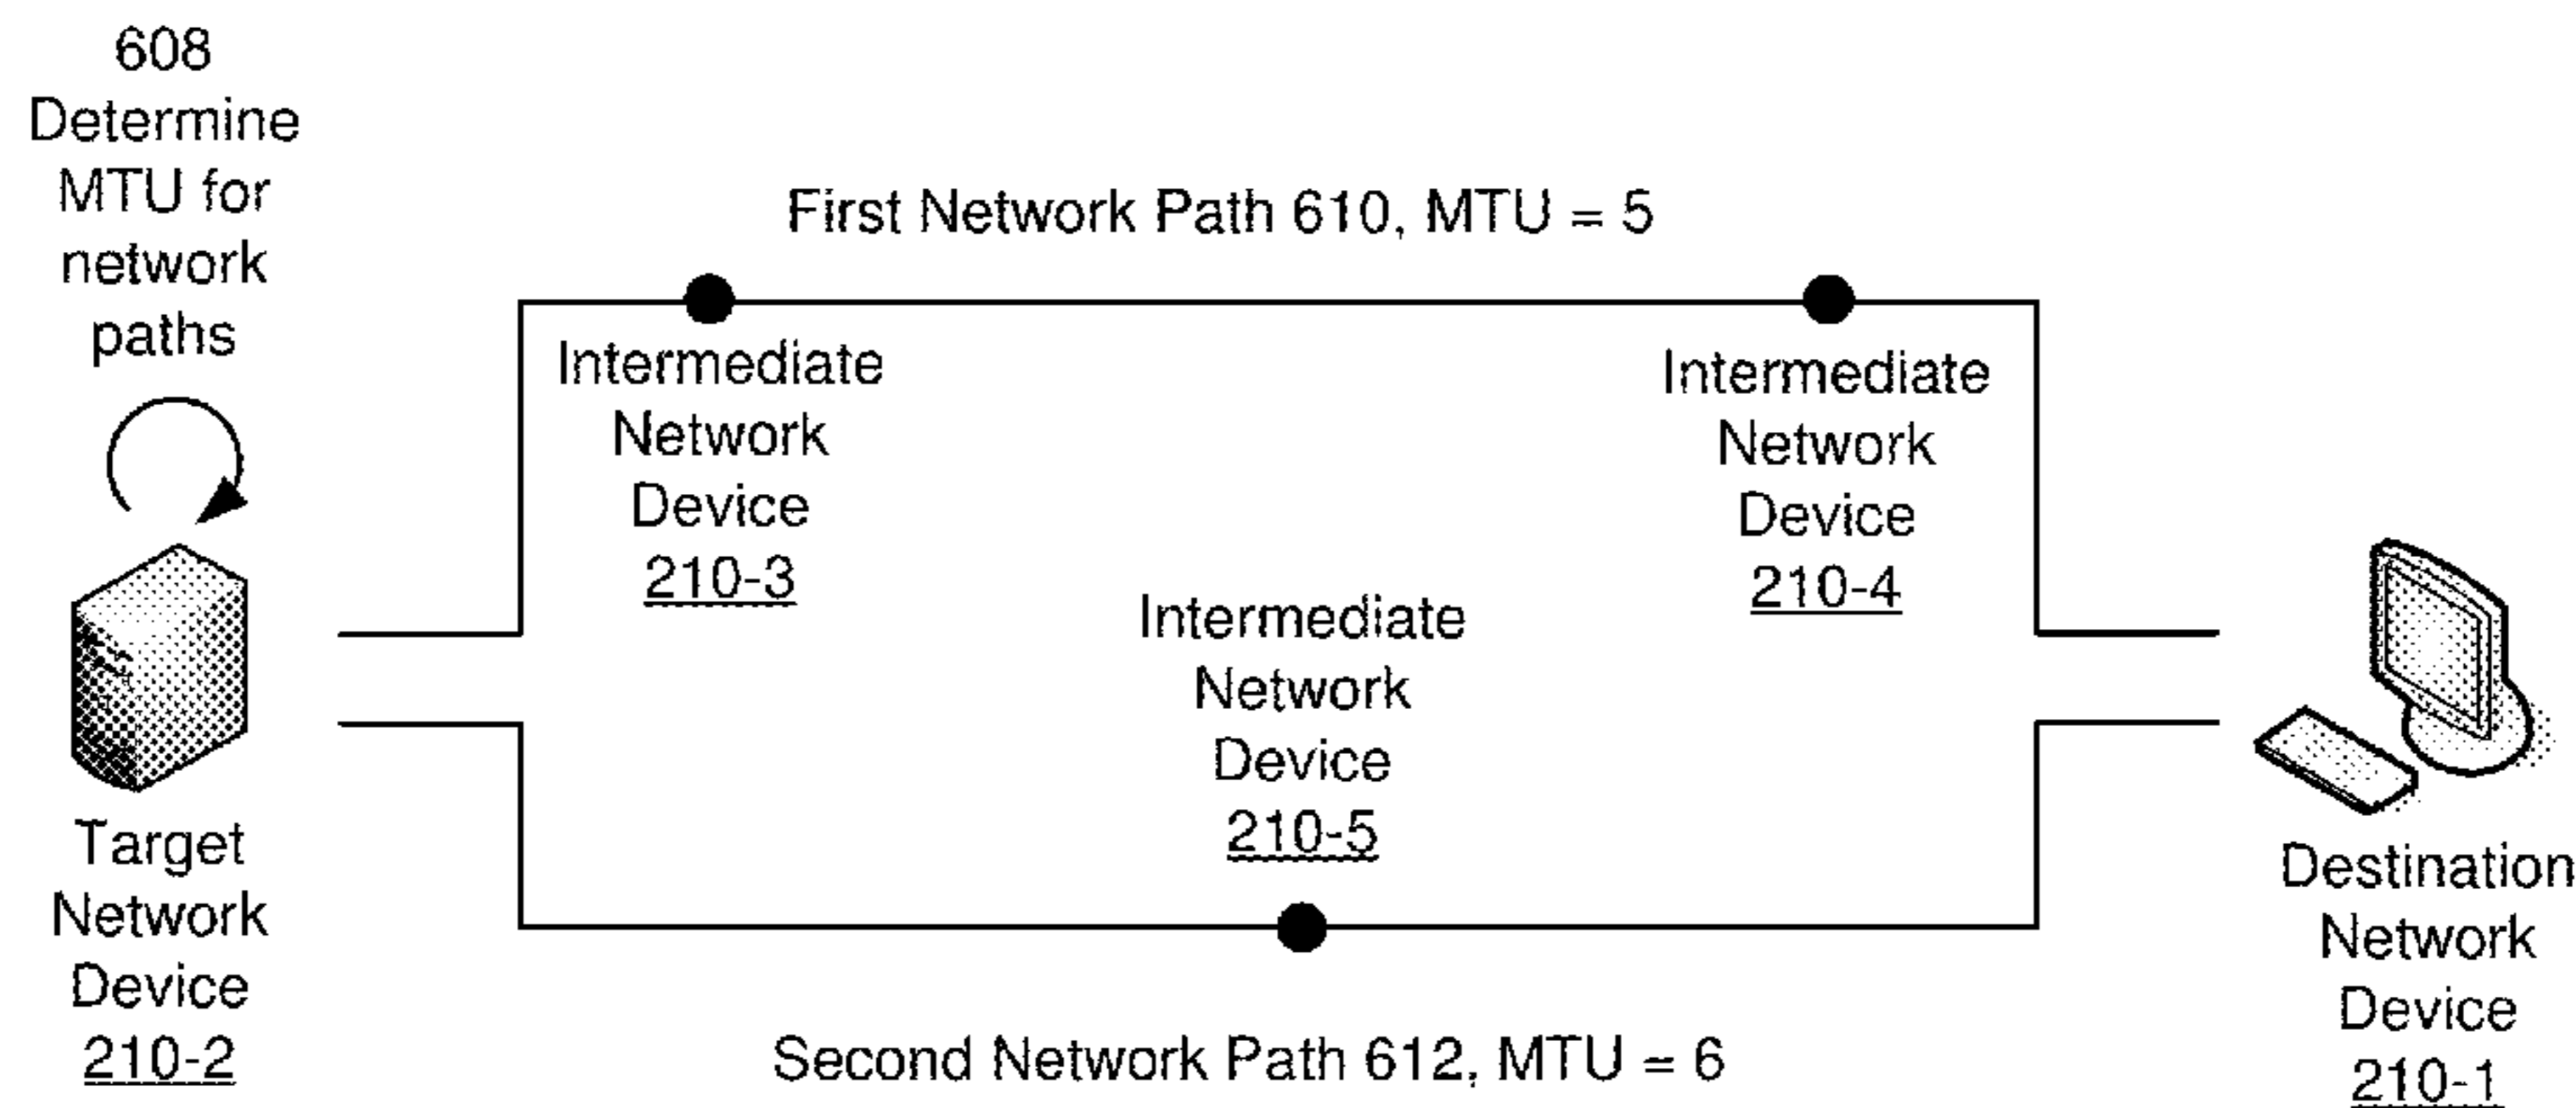 608
Determine
MTU for
network
paths
First Network Path 610, MTU = 5
Intermediate
Network
Device
210-3
Intermediate
Network
Device
210-4
Intermediate
Network
Device
210-5
Target
Network
Device
210-2
Destination
Network
Device
210-1
Second Network Path 612, MTU = 6